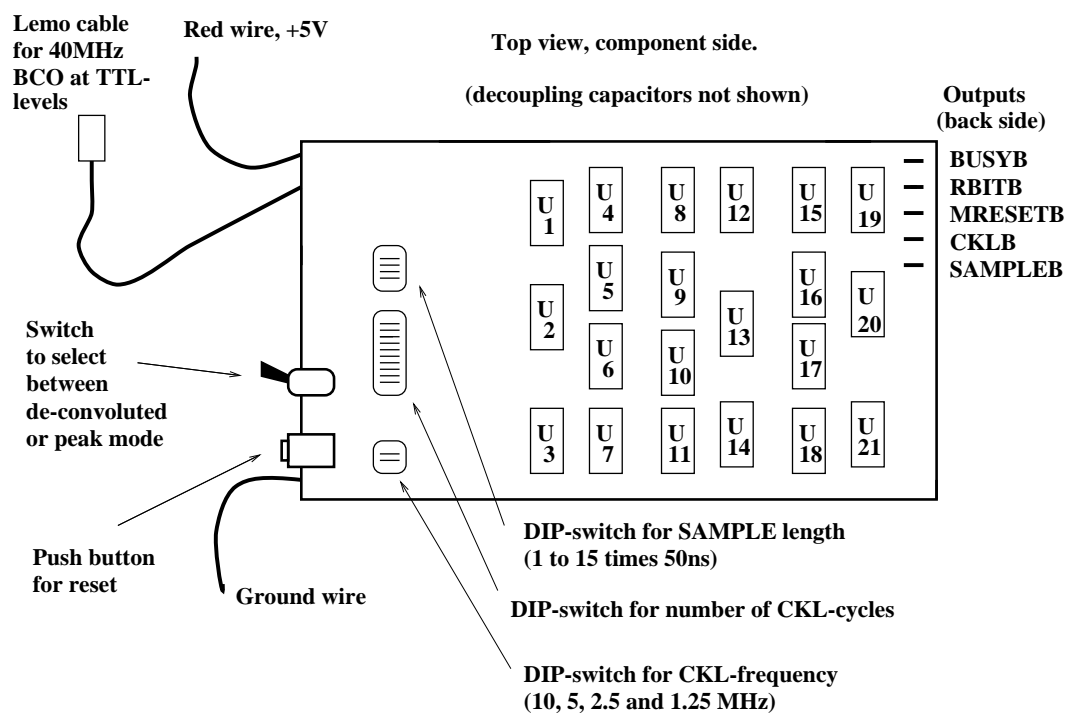 Lemo cable
for 40MHz
BCO at TTL-
levels
Red wire, +5V
Top view, component side.
(decoupling capacitors not shown)
Outputs
(back side)
BUSYB
RBITB
MRESETB
CKLB
SAMPLEB
U
1
U
2
U
3
U
4
U
5
U
6
U
7
U
8
U
9
U
10
U
11
U
12
U
13
U
14
U
15
U
16
U
17
U
18
U
19
U
20
U
21
Switch
to select
between
de-convoluted
or peak mode
Push button
for reset
Ground wire
DIP-switch for SAMPLE length
(1 to 15 times 50ns)
DIP-switch for number of CKL-cycles
DIP-switch for CKL-frequency
(10, 5, 2.5 and 1.25 MHz)